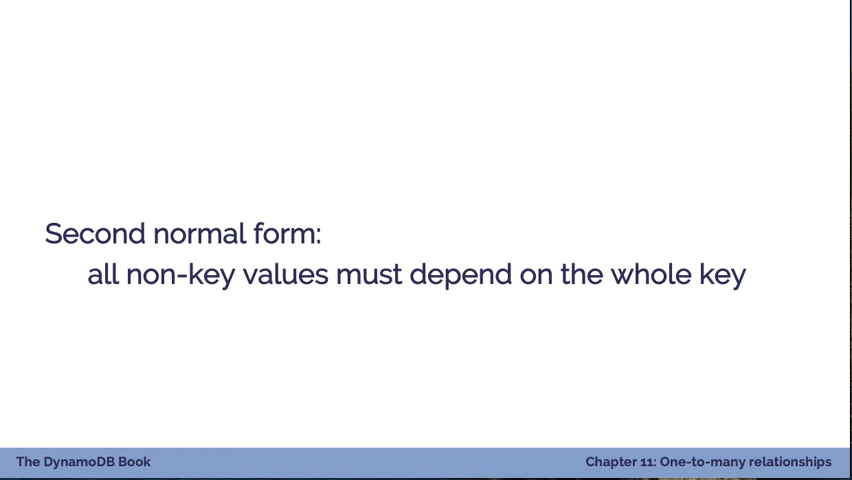 Second normal form:
all non-key values must depend on the whole key
The DynamoDB Book
Chapter 11: One-to-many relationships